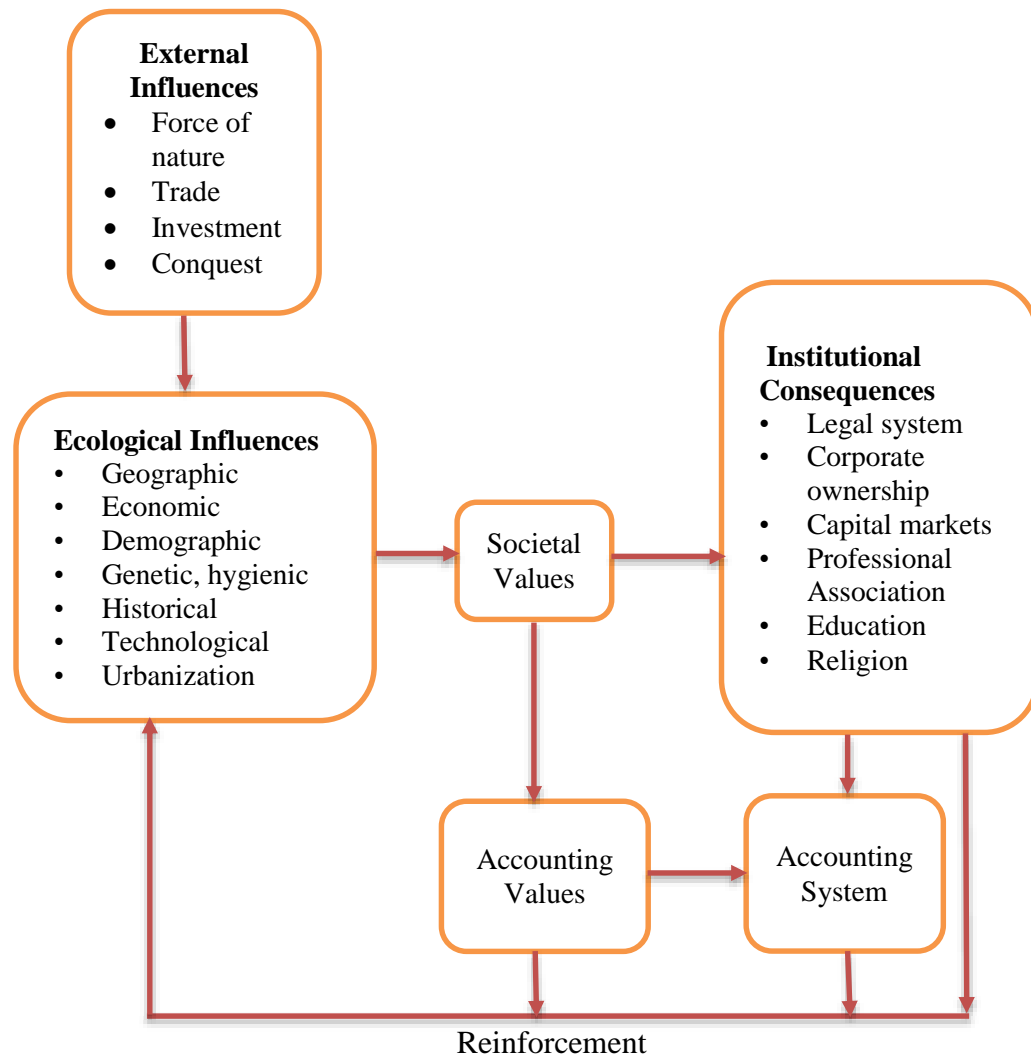 External
Influences
• Force of
nature
• Trade
• Investment
• Conquest
Ecological Influences
• Geographic
• Economic
• Demographic
• Genetic, hygienic
• Historical
• Technological
• Urbanization
Societal
Values
Institutional
Consequences
• Legal system
• Corporate
ownership
• Capital markets
• Professional
Association
• Education
• Religion
Accounting
Values
Accounting
System
Reinforcement